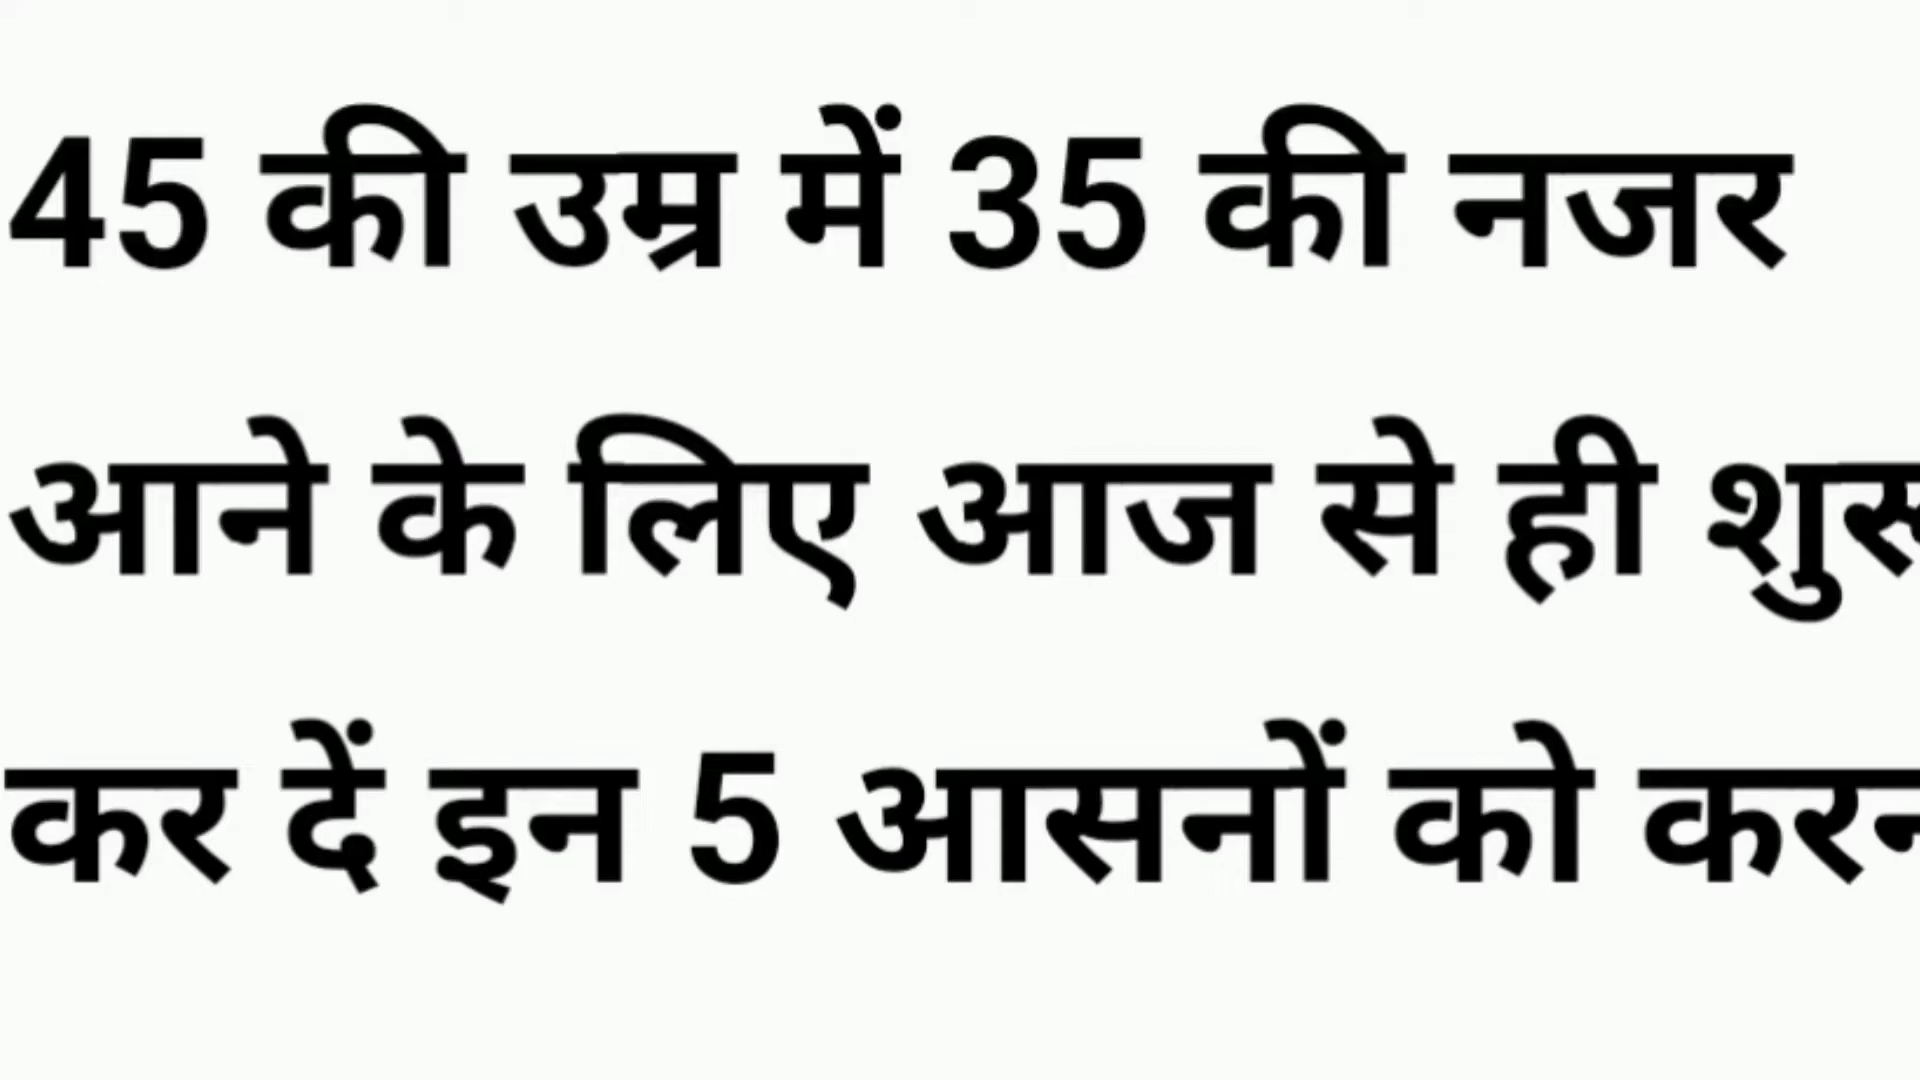 45 की उम्र में 35 की नजर
आने के लिए आज से ही
कर दें इन 5 आसनों को